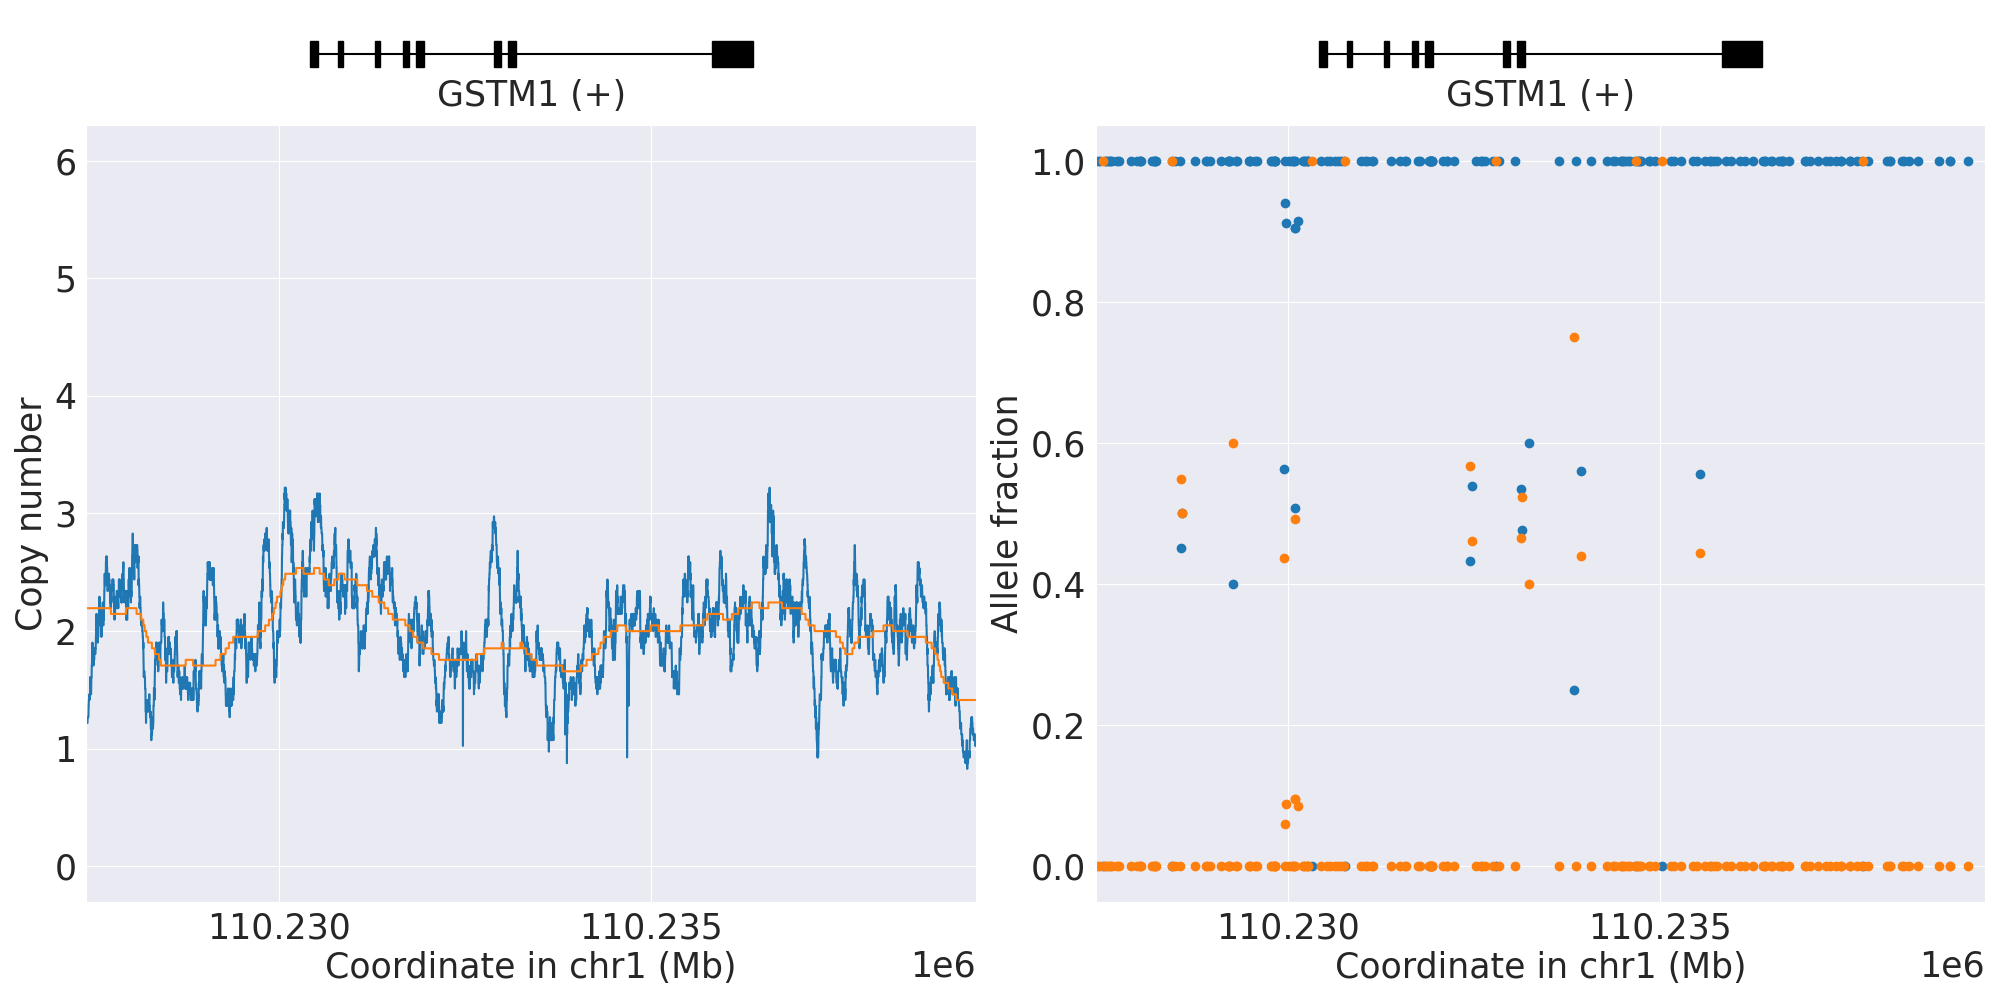 GSTM1 (+)
6
5
4
3
2
1
0
Copy number
110.230
110.235
Coordinate in chr1 (Mb)
1e6
GSTM1 (+)
1.0
0.8
0.6
0.4
0.2
0.0
Allele fraction
110.230
110.235
Coordinate in chr1 (Mb)
1e6